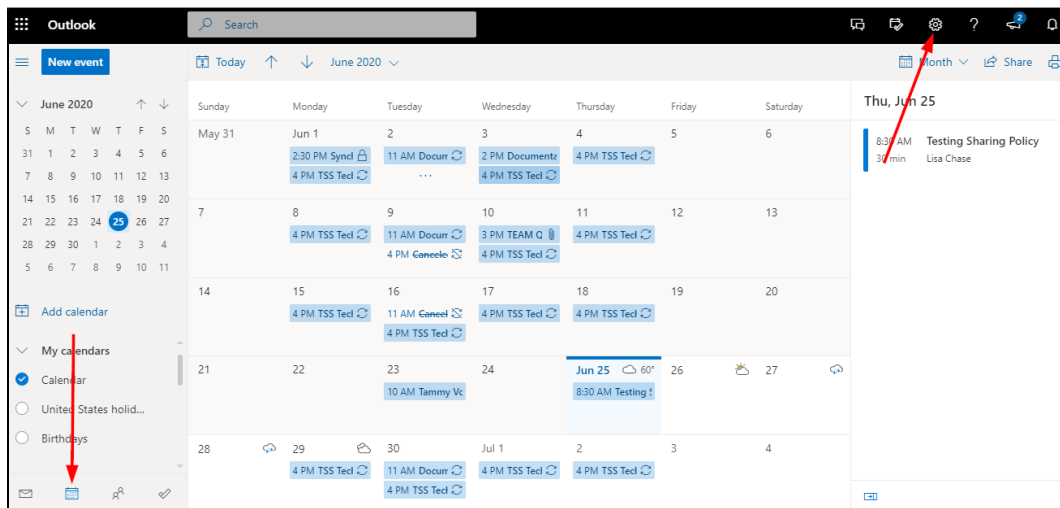 Outlook
Search
2
New event
Today
June 2020
Month
Share
June 2020
S M T W T F S
31 1 2 3 4 5 6
7 8 9 10 11 12 13
14 15 16 17 18 19 20
21 22 23 24 25 26 27
28 29 30 1 2 3 4
5 6 7 8 9 10 11
Add calendar
My calendars
Calendar
United States holid...
Birthdays
Sunday Monday Tuesday Wednesday Thursday Friday Saturday
May 31 Jun 1 2 3 4 5 6
2:30 PM Syncl 11 AM Docum 2 PM Documenta 4 PM TSS Tecl
4 PM TSS Tecl ... 4 PM TSS Tecl
7 8 9 10 11 12 13
4 PM TSS Tecl 11 AM Docum 3 PM TEAM Q 4 PM TSS Tecl
4 PM Cancele 4 PM TSS Tecl
14 15 16 17 18 19 20
4 PM TSS Tecl 11 AM Cancel 4 PM TSS Tecl 4 PM TSS Tecl
4 PM TSS Tecl
21 22 23 24 Jun 25 60° 26 27
10 AM Tammy Vc 8:30 AM Testing S
28 29 30 Jul 1 2 3 4
4 PM TSS Tecl 11 AM Docum 4 PM TSS Tecl 4 PM TSS Tecl
4 PM TSS Tecl
Thu, Jun 25
8:30 AM Testing Sharing Policy
30 min Lisa Chase